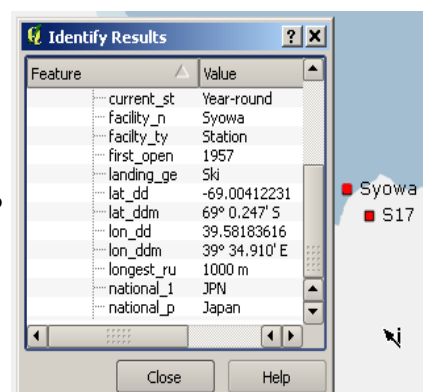 Identify Results
Feature Value
current_st Year-round
facility_n Syowa
facilty_ty Station
first_open 1957
landing_ge Ski
lat_dd -69.00412231
lat_ddm 69° 0.247' S
lon_dd 39.58183616
lon_ddm 39° 34.910' E
longest_ru 1000 m
national_1 JPN
national_p Japan
Close Help
Syowa
S17